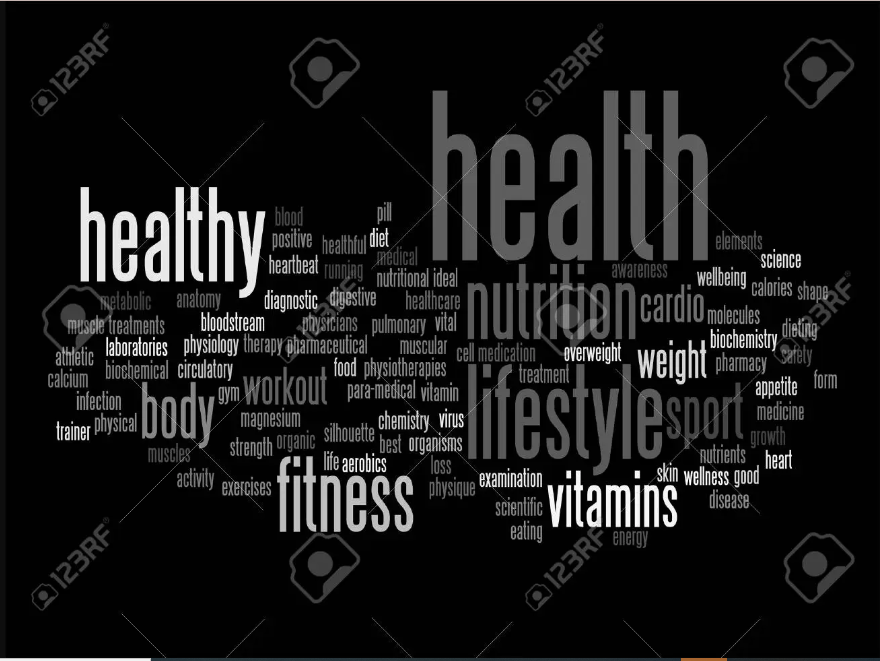 123RF
123RF
health
healthy
blood
pill
positive
healthful
diet
elements
heartbeat
running
medical
awareness
science
nutritional ideal
wellbeing
metabolic
anatomy
diagnostic
digestive
healthcare
nutrition
cardio
calories
shape
muscle treatments
bloodstream
physicians
pulmonary
vital
molecules
dieting
athletic
laboratories
physiology
therapy
pharmaceutical
muscular
cell medication
overweight
weight
biochemistry
safety
calcium
biochemical
circulatory
food
physiotherapies
treatment
pharmacy
gym
workout
para-medical
vitamin
lifestyle
appetite
form
infection
body
sport
medicine
trainer
physical
magnesium
chemistry
virus
growth
strength
organic
silhouette
best
organisms
muscles
life
aerobics
loss
nutrients
heart
activity
exercises
fitness
physique
examination
vitamins
skin
wellness
good
scientific
disease
eating
energy
123RF
123RF
123RF
123RF